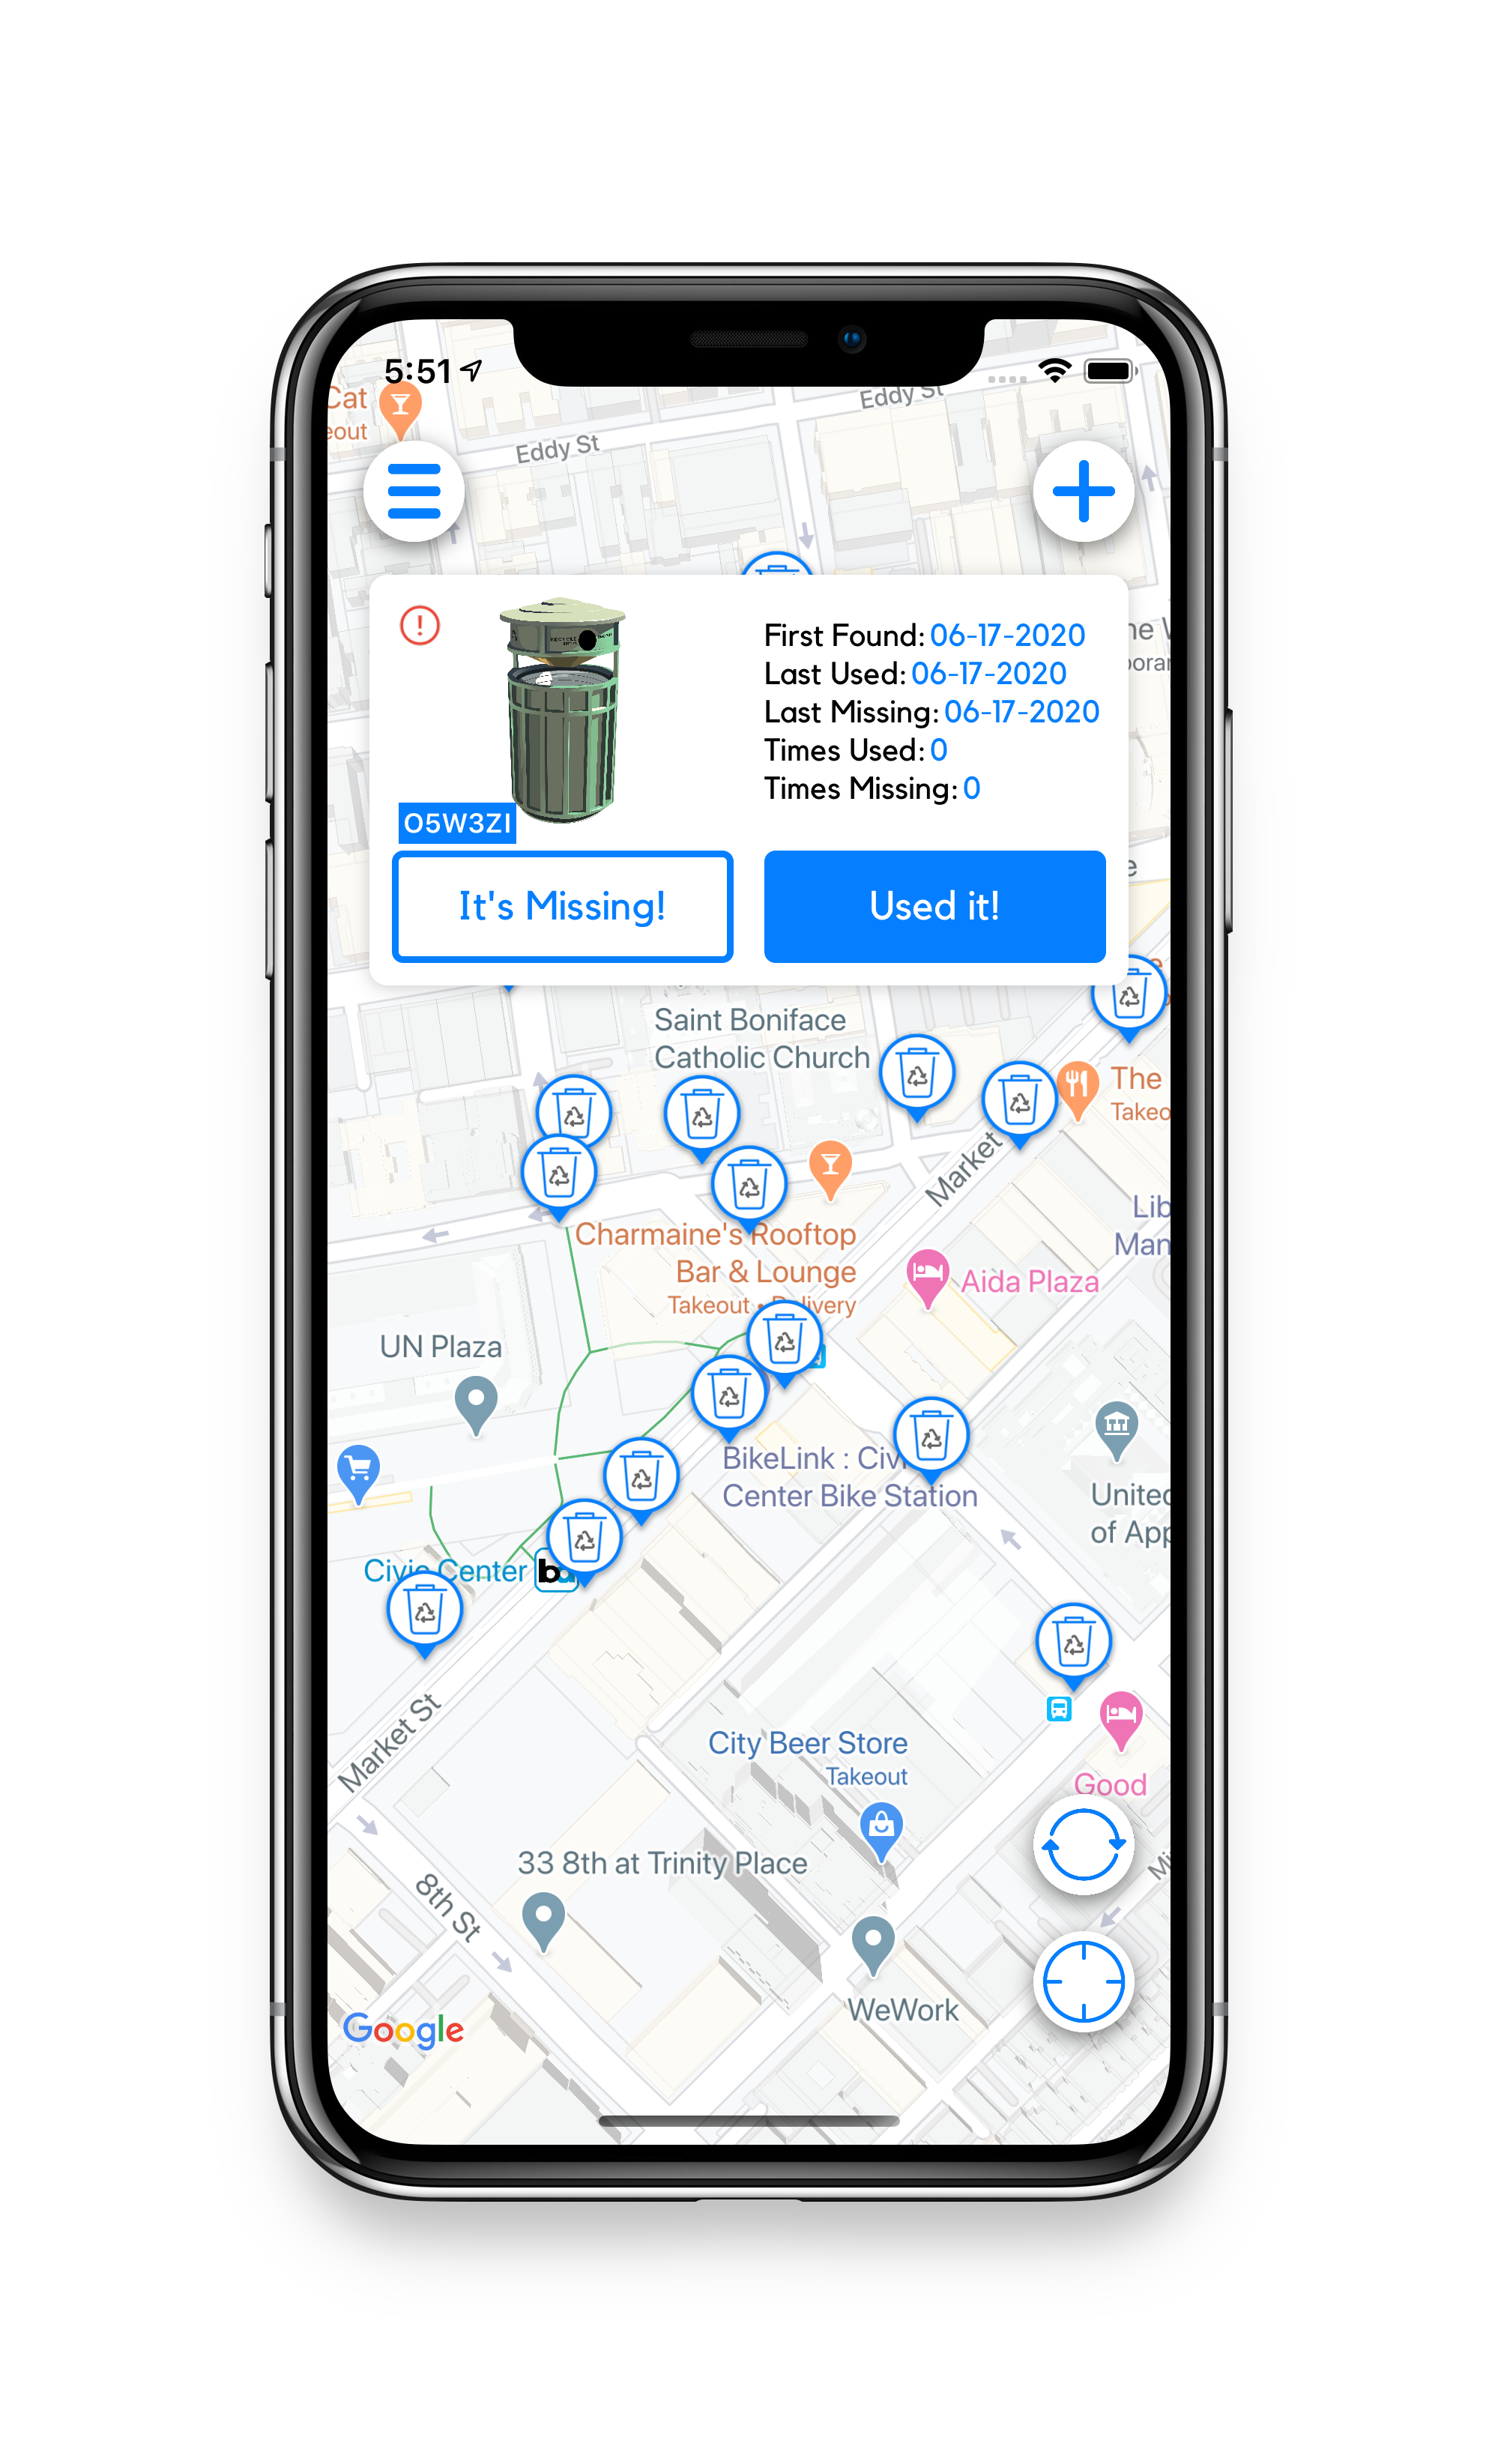 5:51
Cat
eout
Eddy St
Eddy St
First Found: 06-17-2020
Last Used: 06-17-2020
Last Missing: 06-17-2020
Times Used: 0
Times Missing: 0
O5W3ZI
It's Missing!
Used it!
Saint Boniface
Catholic Church
The
Takeo
Market
Lib
Man
Charmaine's Rooftop
Bar & Lounge
Takeout • Delivery
Aida Plaza
UN Plaza
BikeLink : Civi
Center Bike Station
United
of App
Civic Center
ba
Market St
City Beer Store
Takeout
Good
33 8th at Trinity Place
8th St
Mi
WeWork
Google